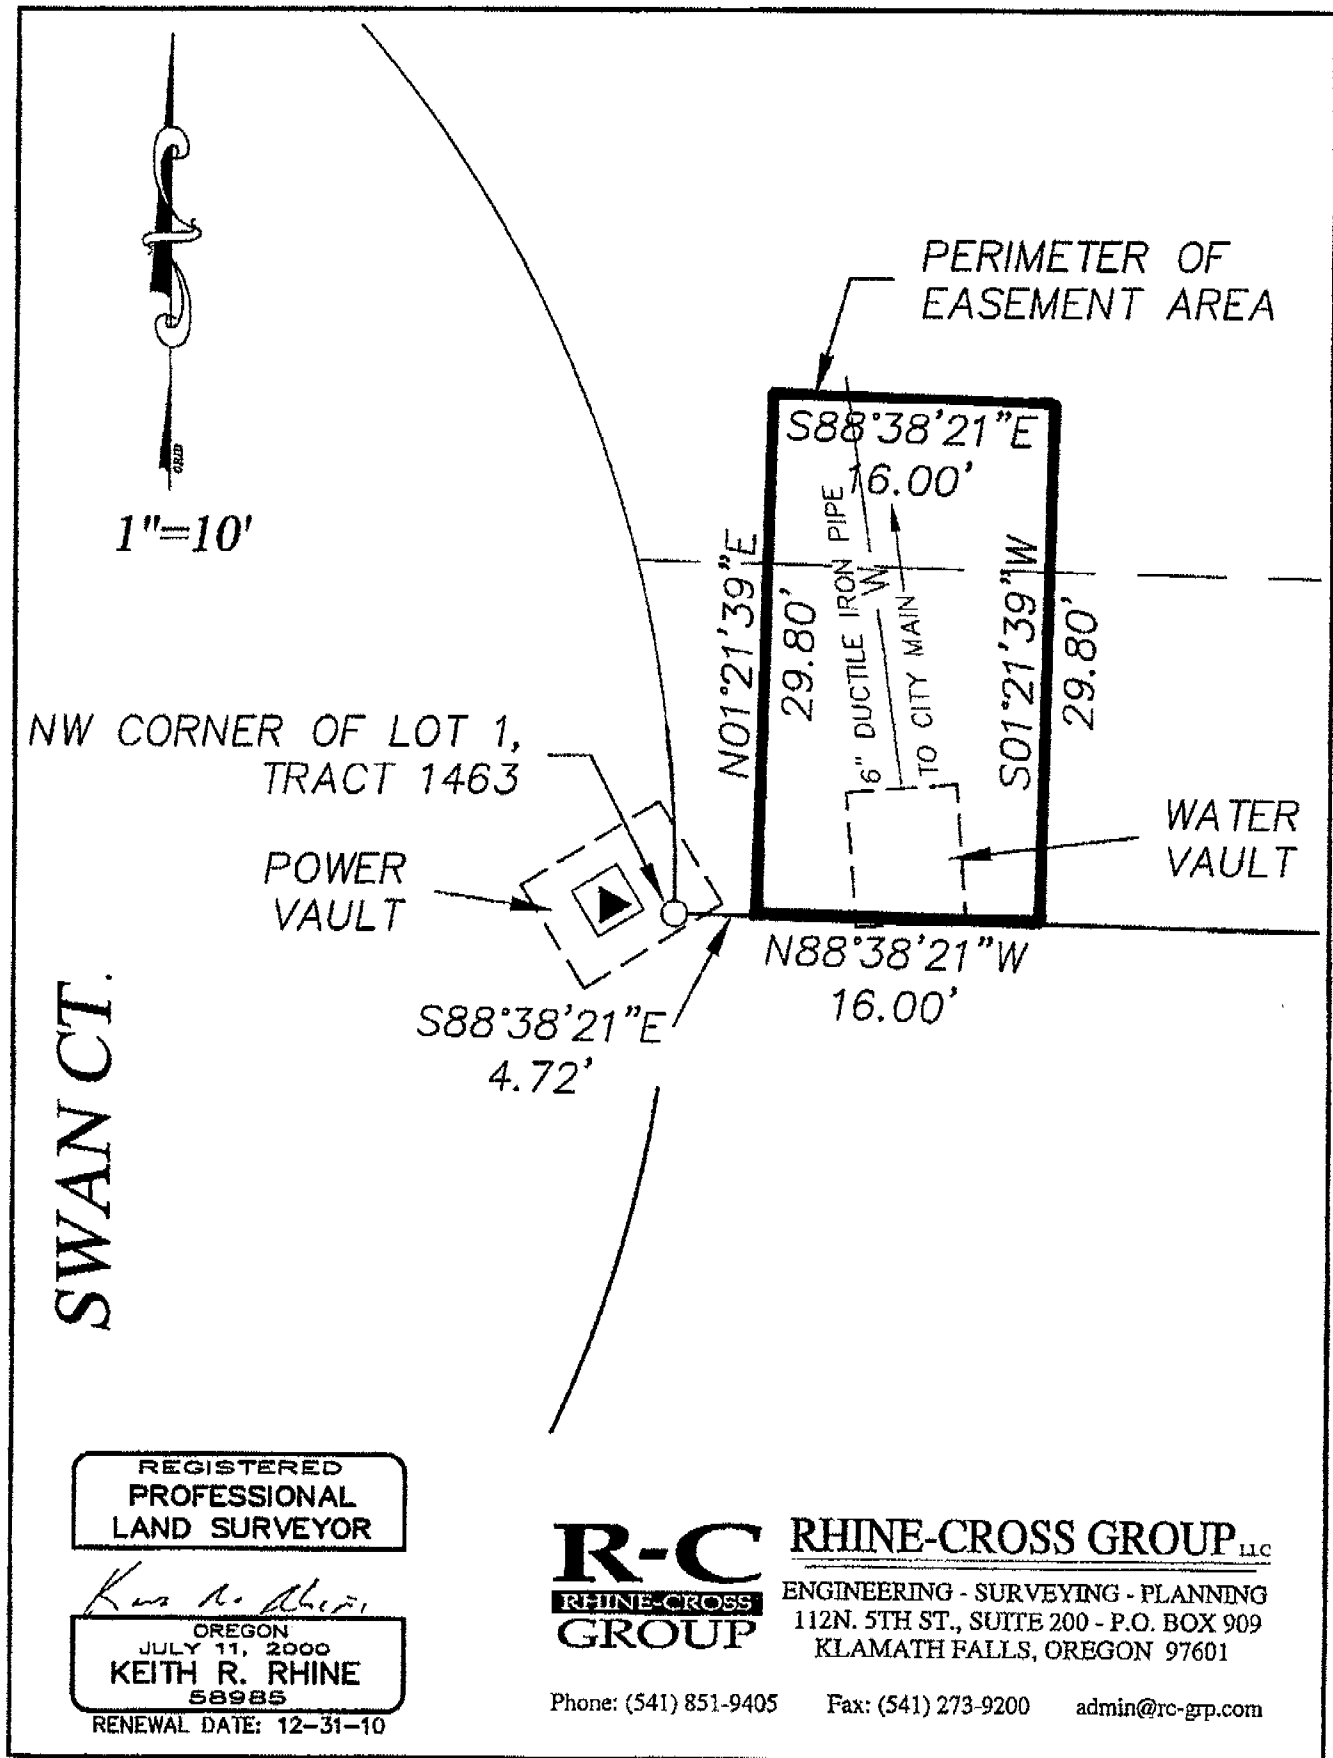 GRID
1"=10'
PERIMETER OF
EASEMENT AREA
S88°38'21"E
16.00'
N01°21'39"E
29.80'
6" DUCTILE IRON PIPE
W
TO CITY MAIN
S01°21'39"W
29.80'
NW CORNER OF LOT 1,
TRACT 1463
POWER
VAULT
WATER
VAULT
N88°38'21"W
16.00'
S88°38'21"E
4.72'
SWAN CT.
REGISTERED
PROFESSIONAL
LAND SURVEYOR
OREGON
JULY 11, 2000
KEITH R. RHINE
58985
RENEWAL DATE: 12-31-10
R-C
RHINE-CROSS
GROUP
RHINE-CROSS GROUP LLC
ENGINEERING - SURVEYING - PLANNING
112N. 5TH ST., SUITE 200 - P.O. BOX 909
KLAMATH FALLS, OREGON 97601
Phone: (541) 851-9405 Fax: (541) 273-9200 admin@rc-grp.com